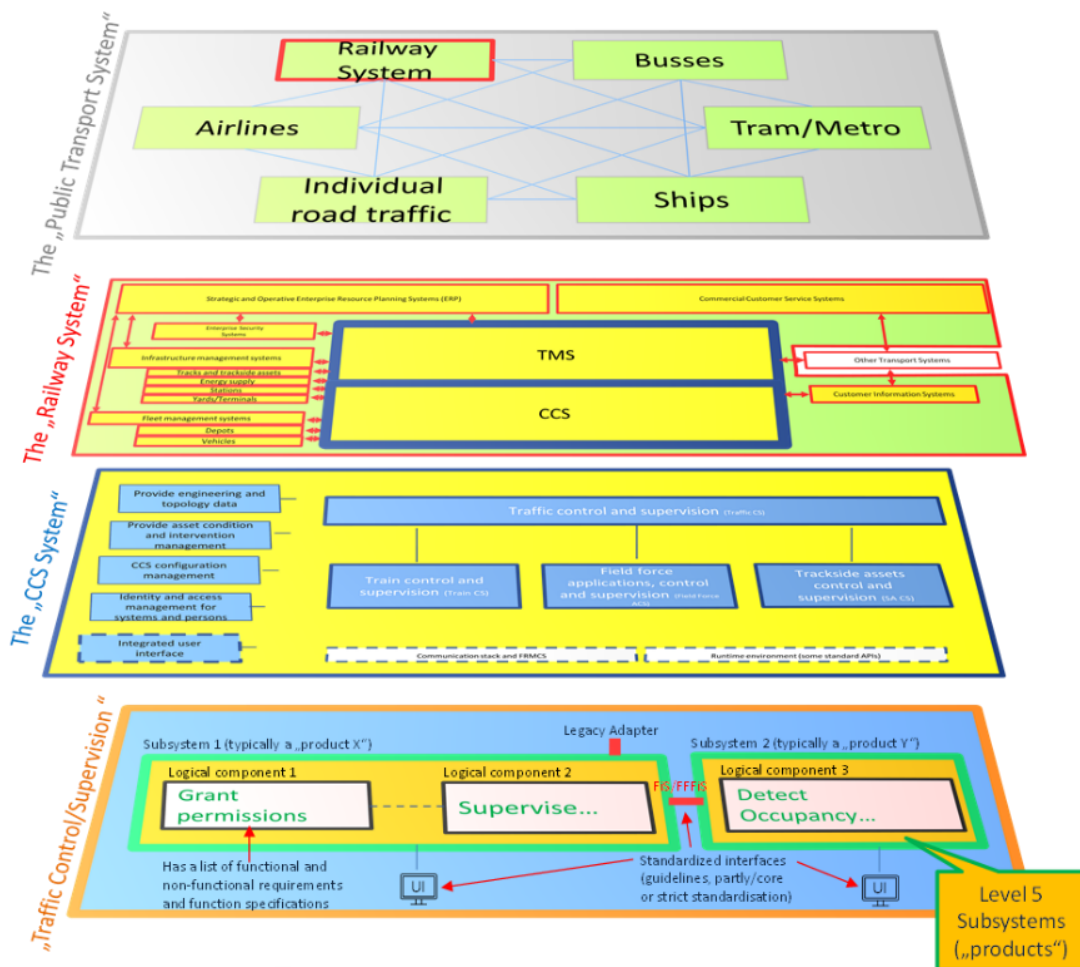 The „Public Transport System“
Railway
System
Busses
Airlines
Tram/Metro
Individual
road traffic
Ships
The „Railway System“
Strategic and Operative Enterprise Resource Planning Systems (ERP)
Commercial Customer Service Systems
Enterprise Security
Systems
TMS
Infrastructure management systems
Other Transport Systems
Tracks and trackside assets
Energy supply
Stations
Yards/Terminals
Customer Information Systems
CCS
Fleet management systems
Depots
Vehicles
The „CCS System“
Provide engineering and
topology data
Traffic control and supervision (Traffic CS)
Provide asset condition
and intervention
management
CCS configuration
management
Train control and
supervision (Train CS)
Field force
applications, control
and supervision (Field Force
ACS)
Trackside assets
control and
supervision (SA CS)
Identity and access
management for
systems and persons
Integrated user
interface
Communication stack and FRMCS
Runtime environment (some standard APIs)
„Traffic Control/Supervision “
Legacy Adapter
Subsystem 1 (typically a „product X“)
Subsystem 2 (typically a „product Y“)
Logical component 1
Logical component 2
Logical component 3
Grant
permissions
Supervise...
FIS/FFFIS
Detect
Occupancy...
Has a list of functional and
non-functional requirements
and function specifications
UI
Standardized interfaces
(guidelines, partly/core
or strict standardisation)
UI
Level 5
Subsystems
(„products“)